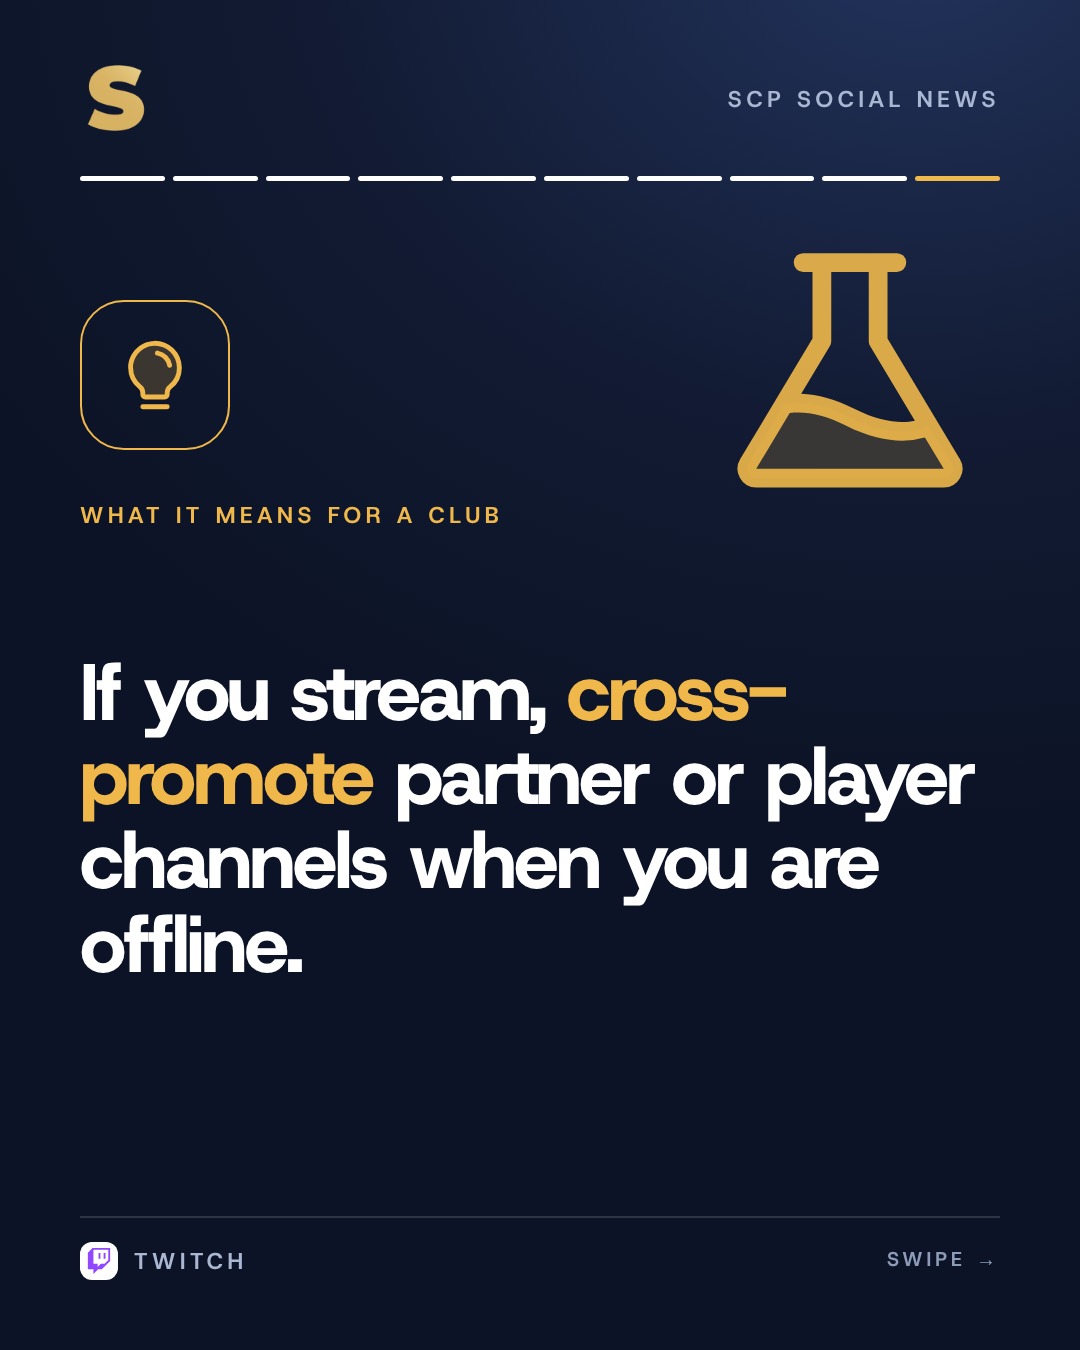 S
SCP SOCIAL NEWS
WHAT IT MEANS FOR A CLUB
If you stream, cross-
promote partner or player
channels when you are
offline.
TWITCH
SWIPE →